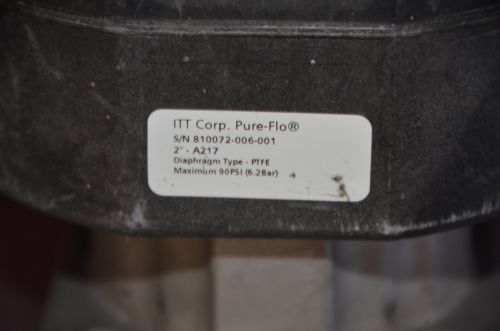 ITT Corp. Pure-Flo®
S/N 810072-006-001
2" - A217
Diaphragm Type - PTFE
Maximum 90PSI (6.2Bar)